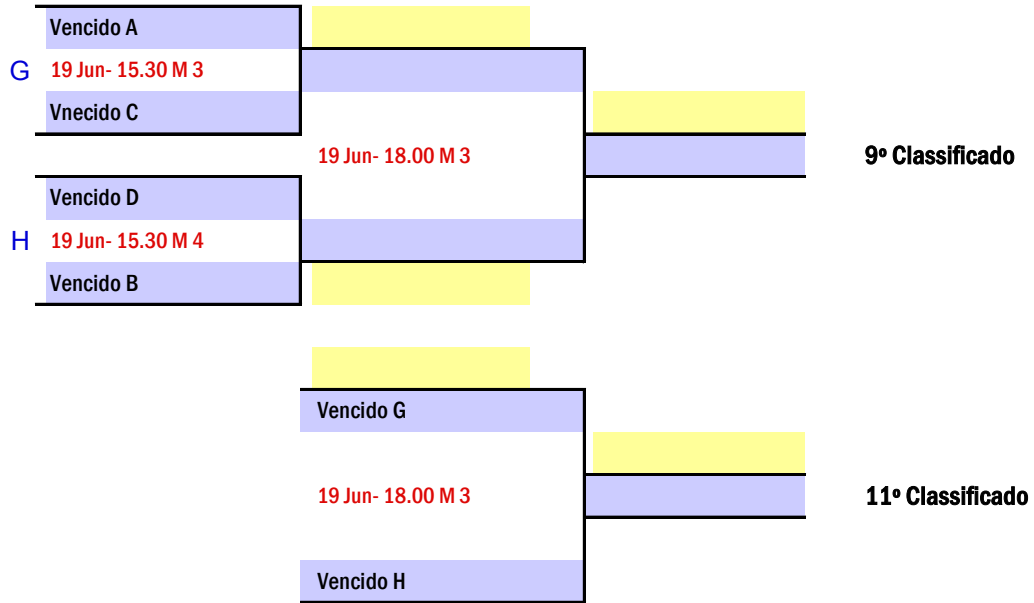 Vencido A
G 19 Jun- 15.30 M 3
Vnecido C
19 Jun- 18.00 M 3 9º Classificado
Vencido D
H 19 Jun- 15.30 M 4
Vencido B
Vencido G
19 Jun- 18.00 M 3 11º Classificado
Vencido H